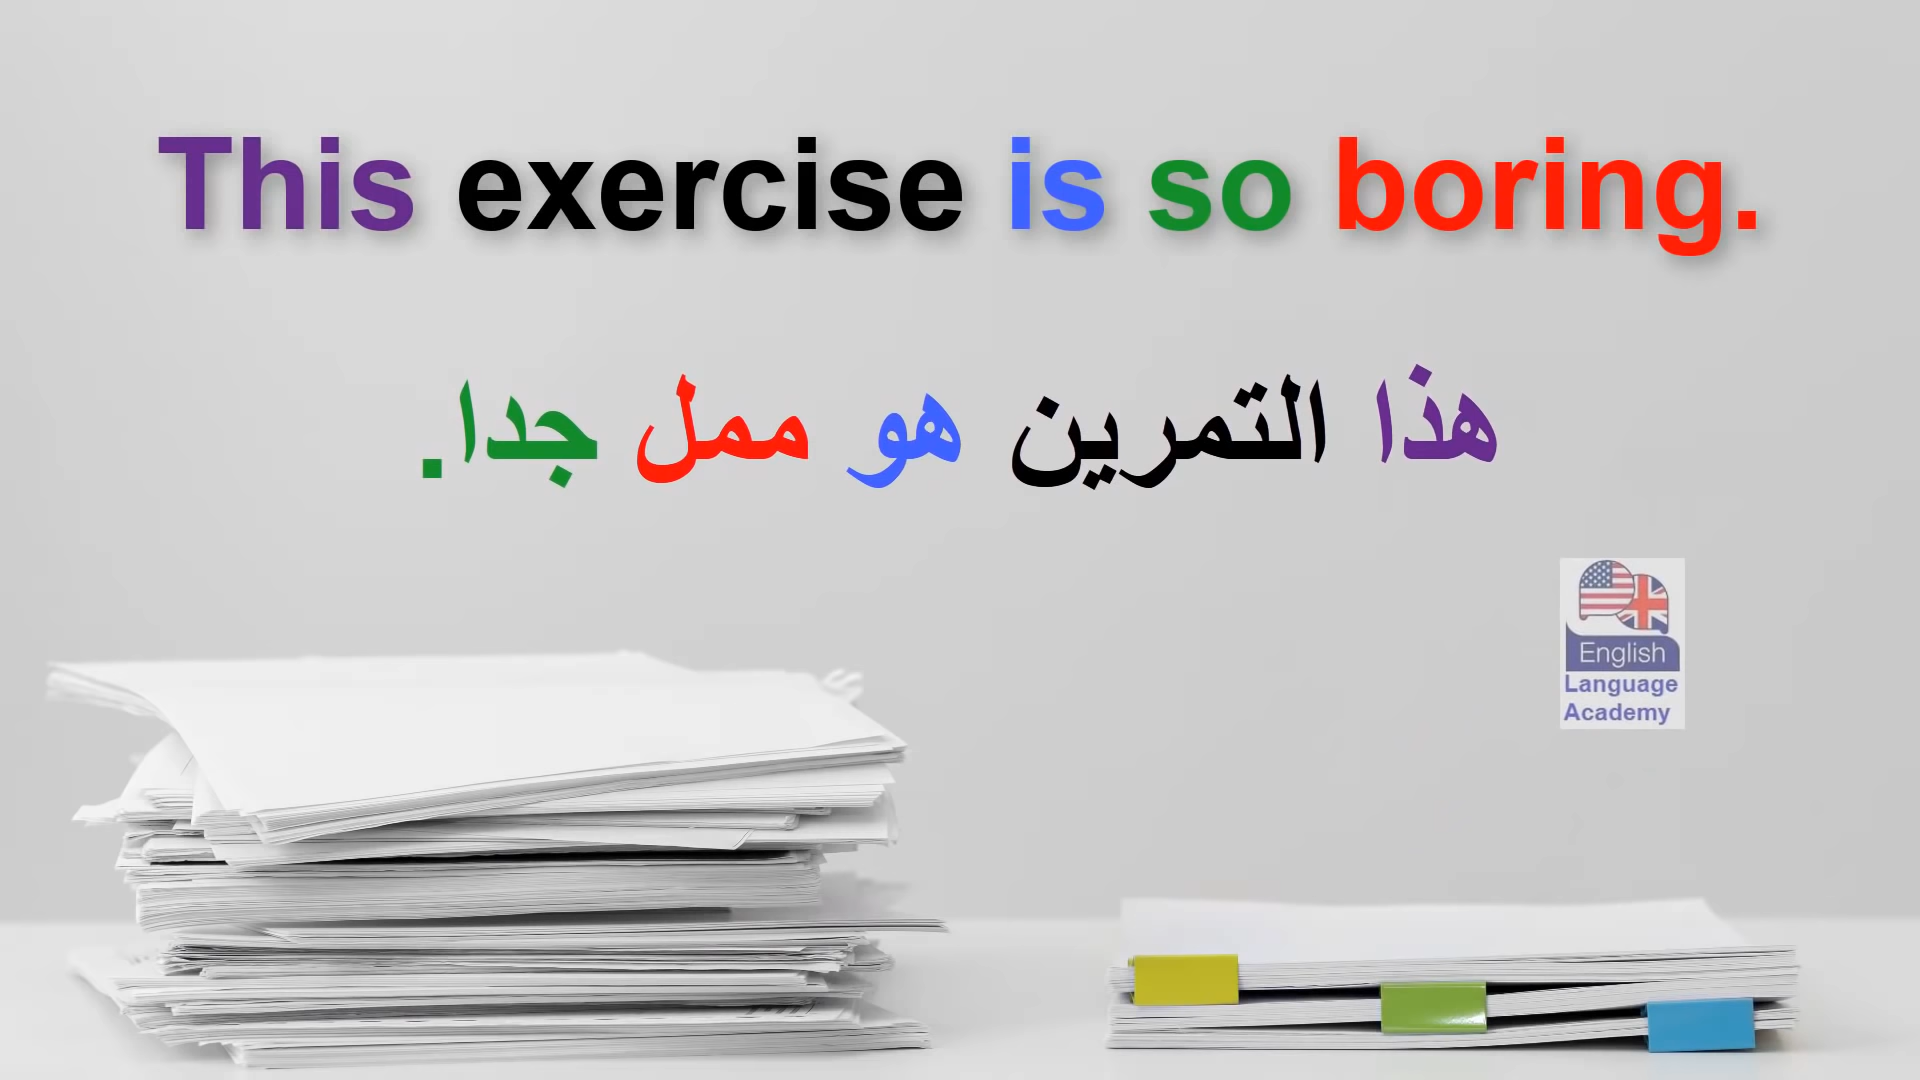 This exercise is so boring.
هذا التمرين هو ممل جدا.
English
Language
Academy